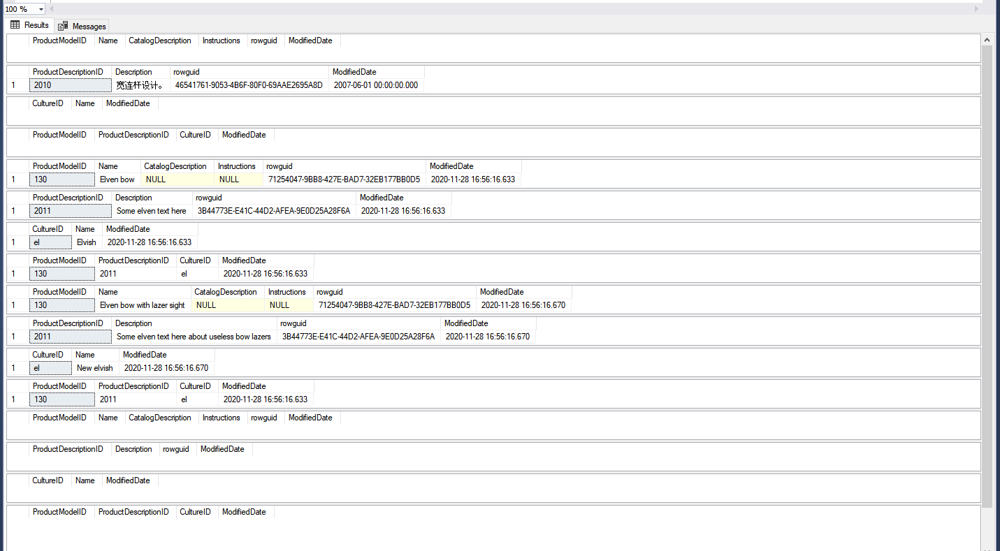 100 %
Results Messages
ProductModelID Name CatalogDescription Instructions rowguid ModifiedDate
ProductDescriptionID Description rowguid ModifiedDate
1 2010 宽连杆设计。 46541761-9053-4B6F-80F0-69AAE2695A8D 2007-06-01 00:00:00.000
CultureID Name ModifiedDate
ProductModelID ProductDescriptionID CultureID ModifiedDate
ProductModelID Name CatalogDescription Instructions rowguid ModifiedDate
1 130 Elven bow NULL NULL 71254047-9BB8-427E-BAD7-32EB177BB0D5 2020-11-28 16:56:16.633
ProductDescriptionID Description rowguid ModifiedDate
1 2011 Some elven text here 3B44773E-E41C-44D2-AFEA-9E0D25A28F6A 2020-11-28 16:56:16.633
CultureID Name ModifiedDate
1 el Elvish 2020-11-28 16:56:16.633
ProductModelID ProductDescriptionID CultureID ModifiedDate
1 130 2011 el 2020-11-28 16:56:16.633
ProductModelID Name CatalogDescription Instructions rowguid ModifiedDate
1 130 Elven bow with lazer sight NULL NULL 71254047-9BB8-427E-BAD7-32EB177BB0D5 2020-11-28 16:56:16.670
ProductDescriptionID Description rowguid ModifiedDate
1 2011 Some elven text here about useless bow lazers 3B44773E-E41C-44D2-AFEA-9E0D25A28F6A 2020-11-28 16:56:16.670
CultureID Name ModifiedDate
1 el New elvish 2020-11-28 16:56:16.670
ProductModelID ProductDescriptionID CultureID ModifiedDate
1 130 2011 el 2020-11-28 16:56:16.633
ProductModelID Name CatalogDescription Instructions rowguid ModifiedDate
ProductDescriptionID Description rowguid ModifiedDate
CultureID Name ModifiedDate
ProductModelID ProductDescriptionID CultureID ModifiedDate